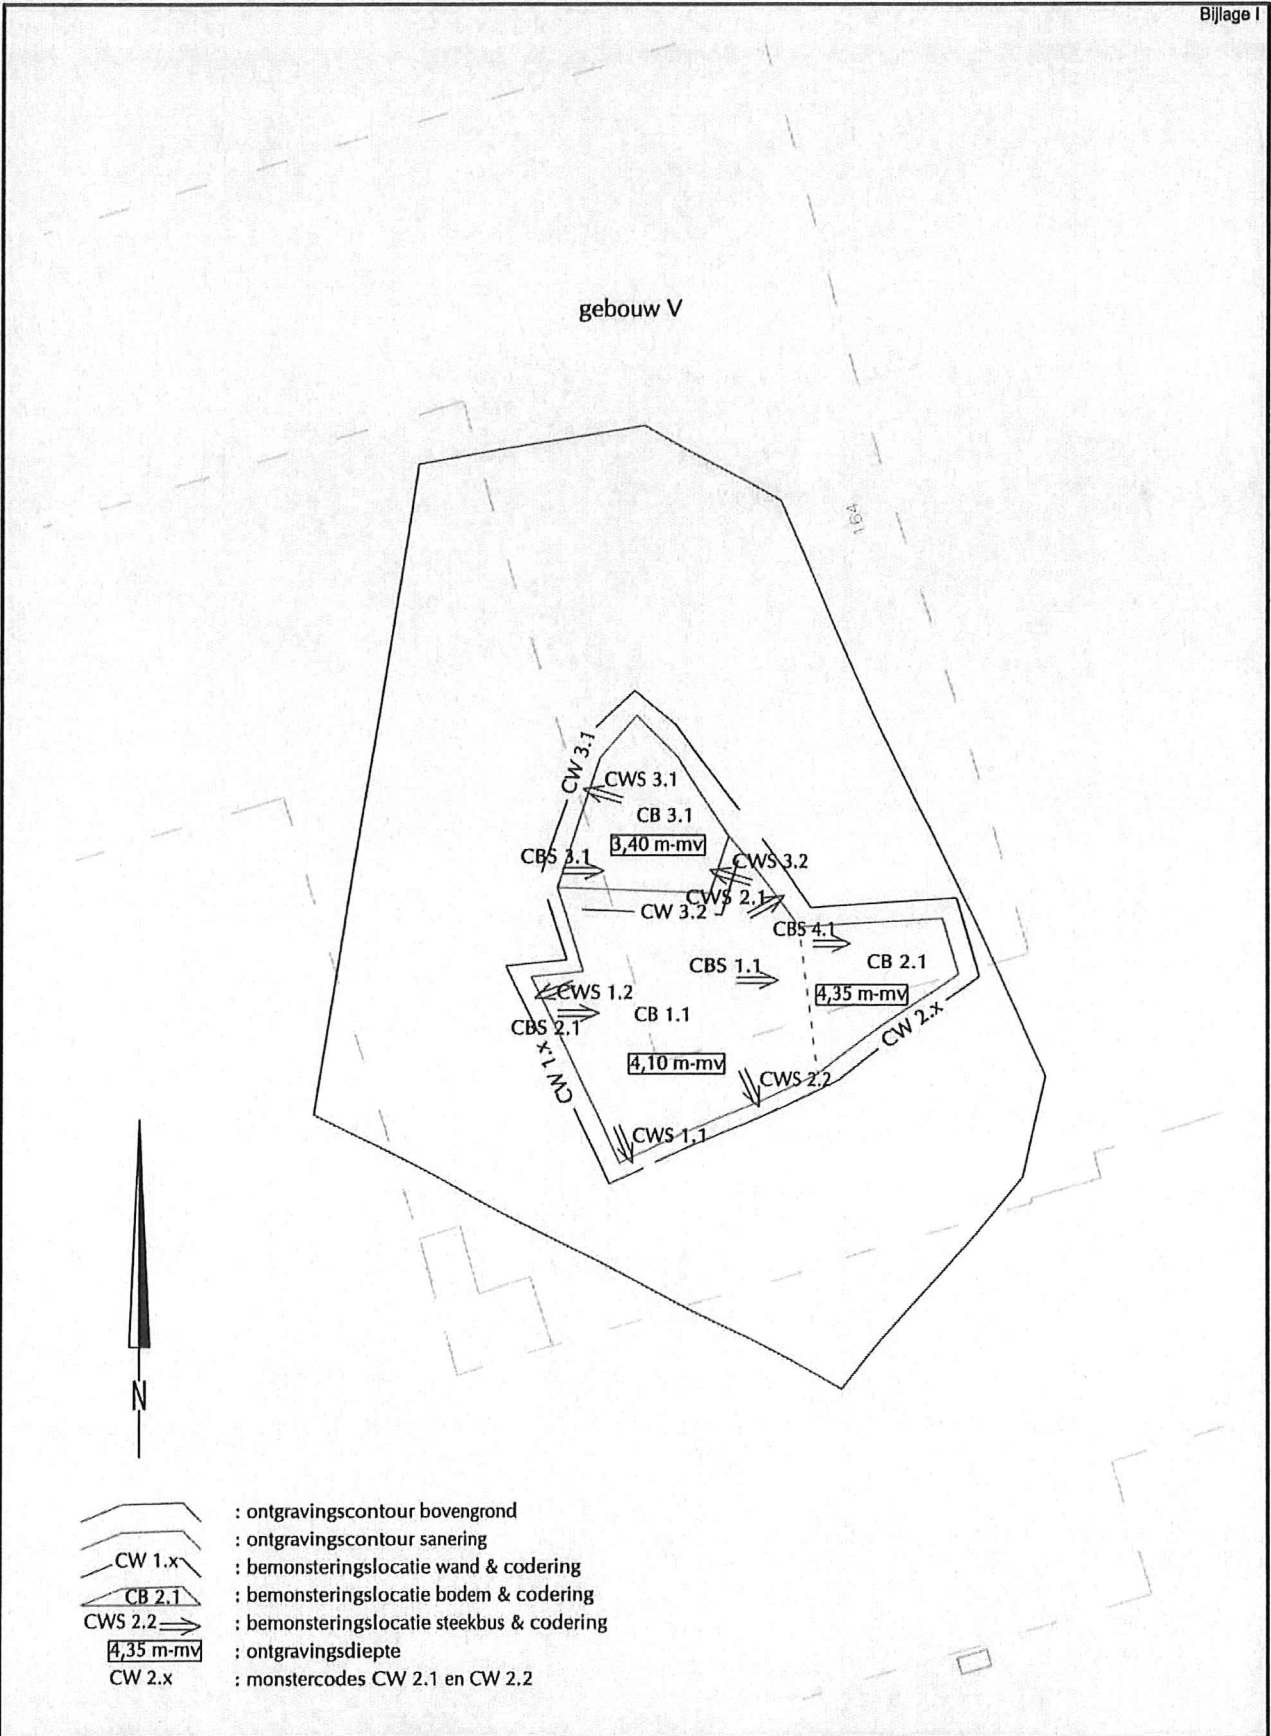 Bijlage I
gebouw V
164
CW 3.1
CWS 3.1
CB 3.1
3,40 m-mv
CBS 3.1
CWS 3.2
CWS 2.1
CW 3.2
CBS 4.1
CB 2.1
CBS 1.1
4,35 m-mv
CWS 1.2
CB 1.1
CBS 2.1
CW 2.x
CW 1.x
4,10 m-mv
CWS 2.2
CWS 1.1
N
: ontgravingscontour bovengrond
: ontgravingscontour sanering
CW 1.x : bemonsteringslocatie wand & codering
CB 2.1 : bemonsteringslocatie bodem & codering
CWS 2.2 : bemonsteringslocatie steekbus & codering
4,35 m-mv : ontgravingsdiepte
CW 2.x : monstercodes CW 2.1 en CW 2.2